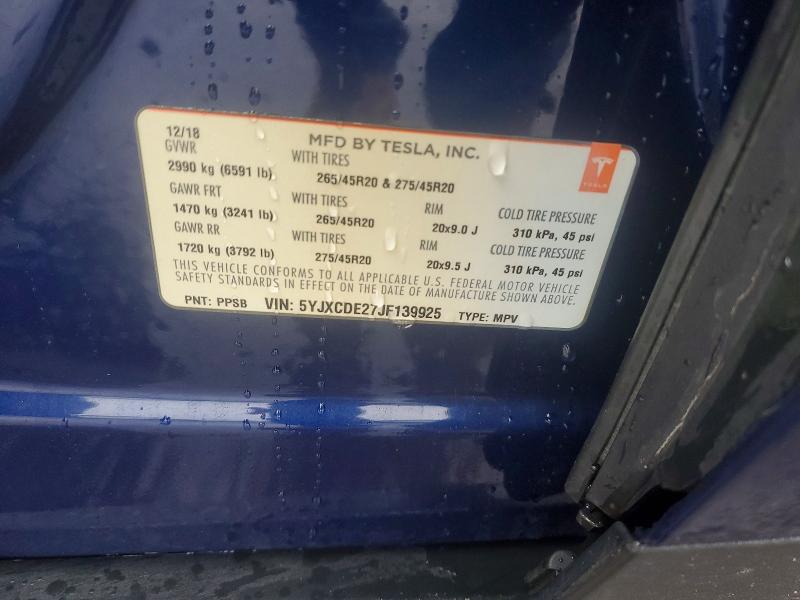 12/18
MFD BY TESLA, INC.
TESLA
GVWR
WITH TIRES
2990 kg (6591 lb)
265/45R20 & 275/45R20
GAWR FRT
WITH TIRES
RIM
COLD TIRE PRESSURE
1470 kg (3241 lb)
265/45R20
20x9.0 J
310 kPa, 45 psi
GAWR RR
WITH TIRES
RIM
COLD TIRE PRESSURE
1720 kg (3792 lb)
275/45R20
20x9.5 J
310 kPa, 45 psi
THIS VEHICLE CONFORMS TO ALL APPLICABLE U.S. FEDERAL MOTOR VEHICLE
SAFETY STANDARDS IN EFFECT ON THE DATE OF MANUFACTURE SHOWN ABOVE.
PNT: PPSB VIN: 5YJXCDE27JF139925 TYPE: MPV